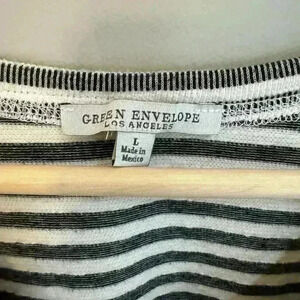 GREEN ENVELOPE
LOS ANGELES
L
Made in
Mexico